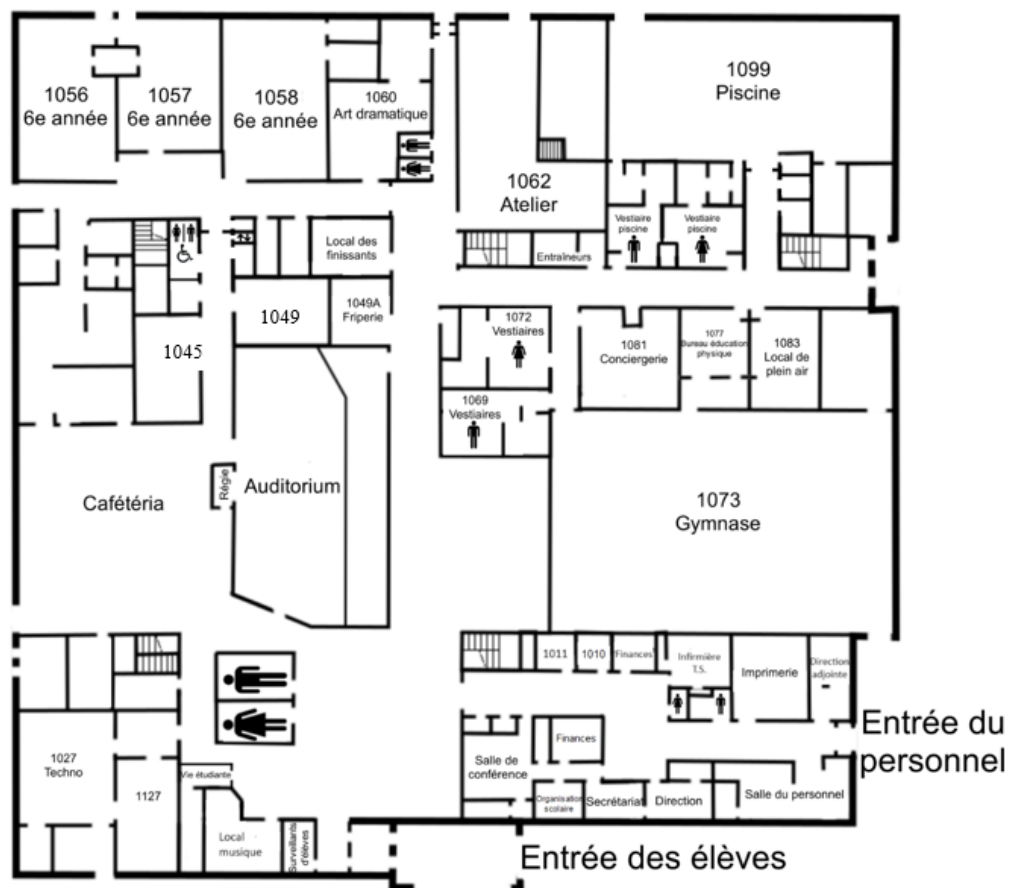 1056
6e année
1057
6e année
1058
6e année
1060
Art dramatique
1099
Piscine
1062
Atelier
Vestiaire
piscine
Vestiaire
piscine
Entraîneurs
Local des
finissants
1049
1049A
Friperie
1045
1072
Vestiaires
1069
Vestiaires
1081
Conciergerie
1077
Bureau éducation
physique
1083
Local de
plein air
Cafétéria
Régie
Auditorium
1073
Gymnase
1011
1010
'Finances'
Infirmière
T.S.
Imprimerie
Direction
adjointe
Entrée du
personnel
1027
Techno
1127
Vie étudiante
Local
musique
Surveillants
d'élèves
Salle de
conférence
Finances
Organisation
scolaire
Secrétariat
Direction
Salle du personnel
Entrée des élèves